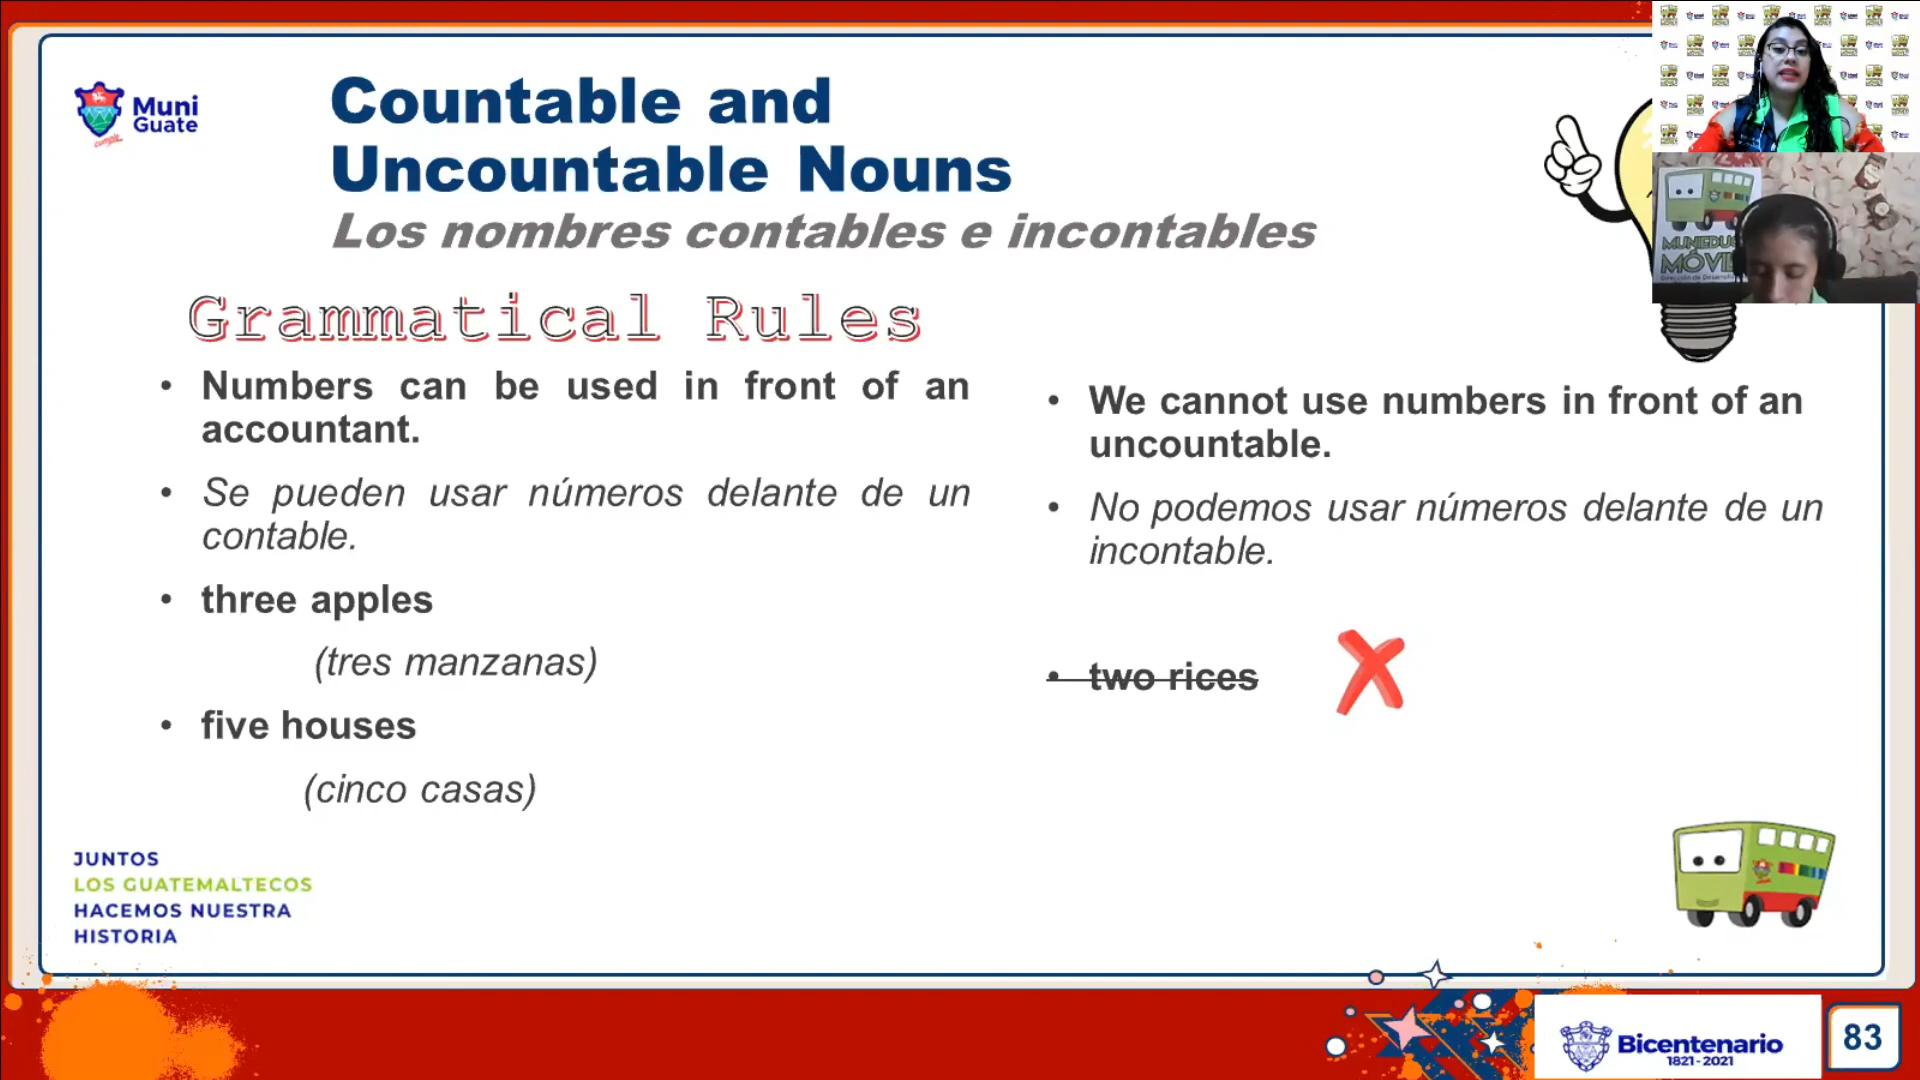 Muni
Guate
cumple
Countable and
Uncountable Nouns
Los nombres contables e incontables
Grammatical Rules
• Numbers can be used in front of an
accountant.
• Se pueden usar números delante de un
contable.
• three apples
(tres manzanas)
• five houses
(cinco casas)
• We cannot use numbers in front of an
uncountable.
• No podemos usar números delante de un
incontable.
• two rices
MÓVI
JUNTOS
LOS GUATEMALTECOS
HACEMOS NUESTRA
HISTORIA
Bicentenario
1821-2021
83